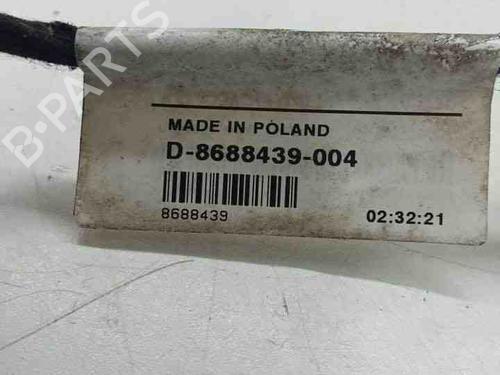 B-PARTS
MADE IN POLAND
D-8688439-004
8688439
02:32:21